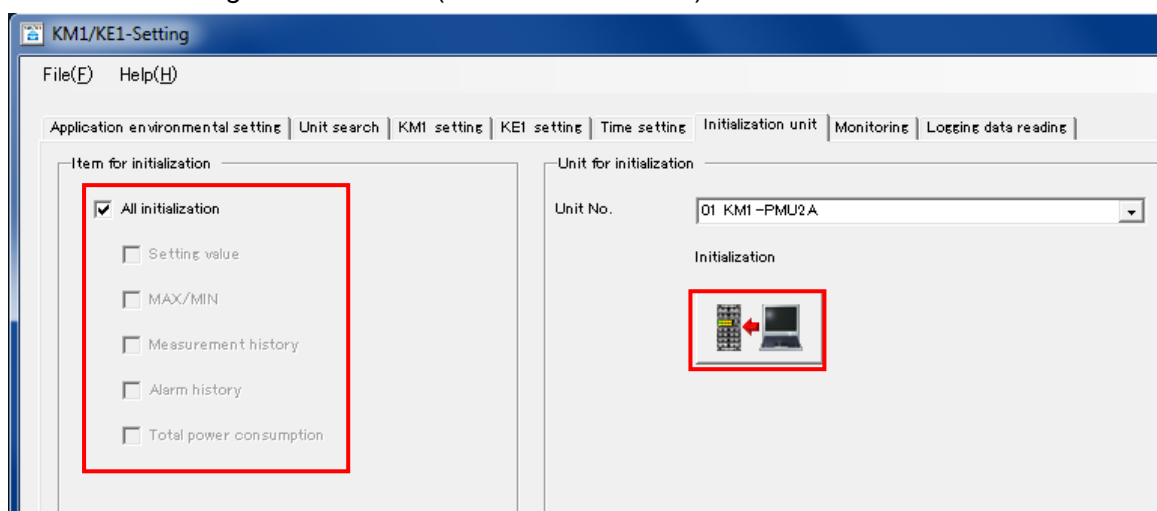 KM1/KE1-Setting
File(F) Help(H)
Application environmental setting Unit search KM1 setting KE1 setting Time setting Initialization unit Monitoring Logging data reading
Item for initialization
All initialization
Setting value
MAX/MIN
Measurement history
Alarm history
Total power consumption
Unit for initialization
Unit No. 01 KM1-PMU2A
Initialization